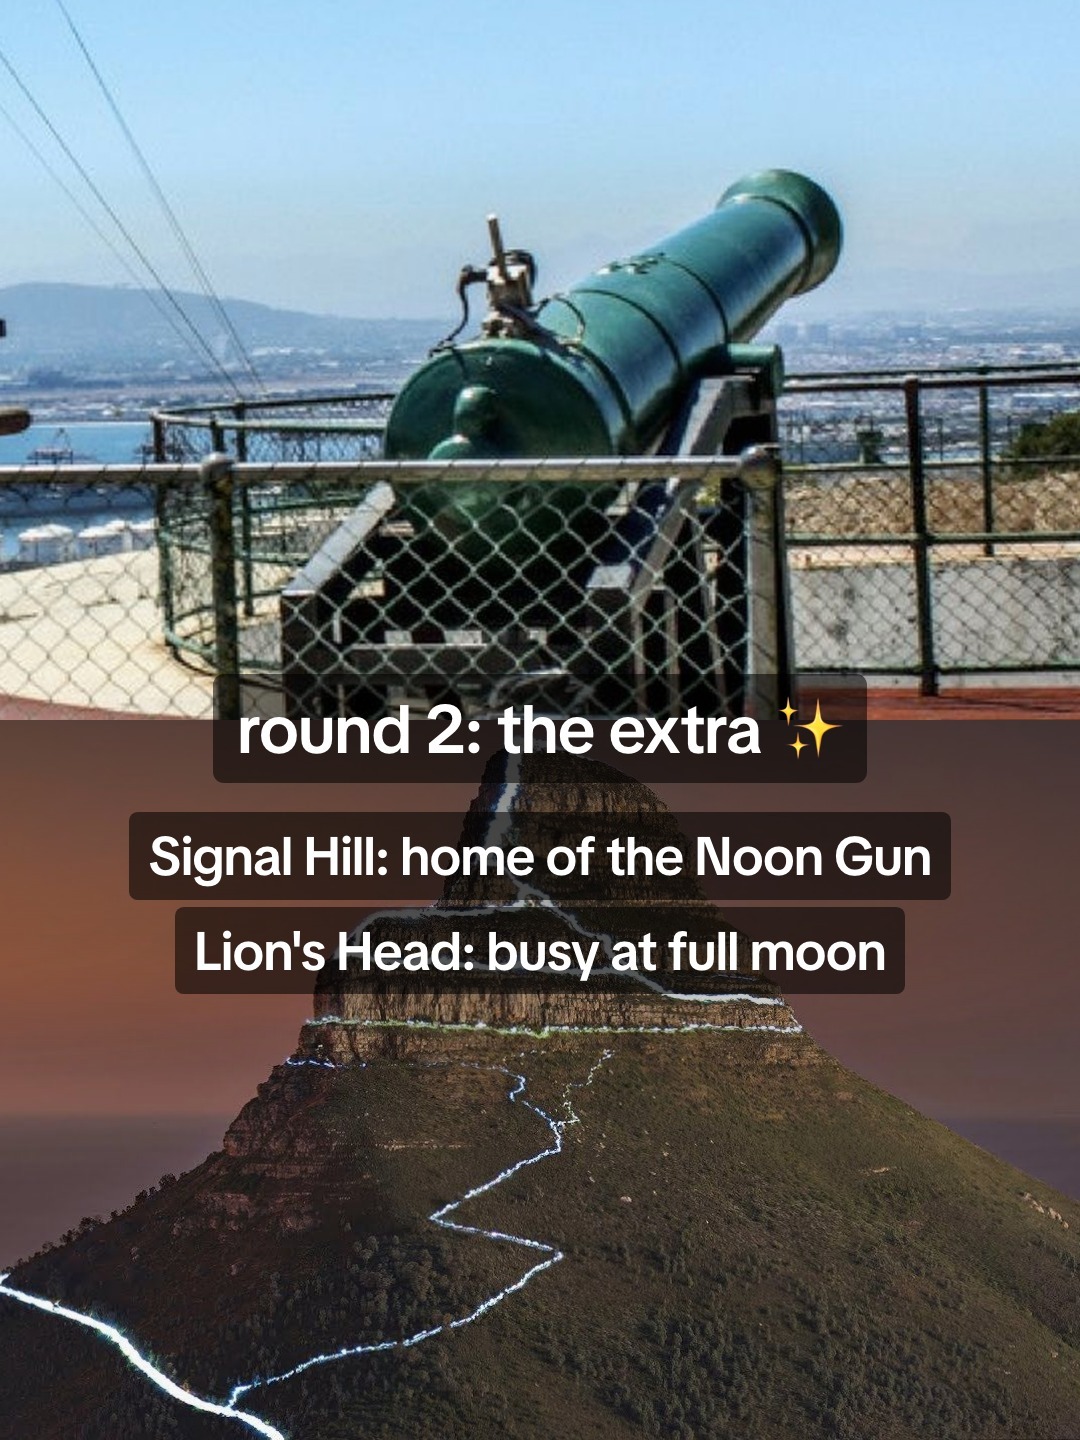 round 2: the extra ✨
Signal Hill: home of the Noon Gun
Lion's Head: busy at full moon